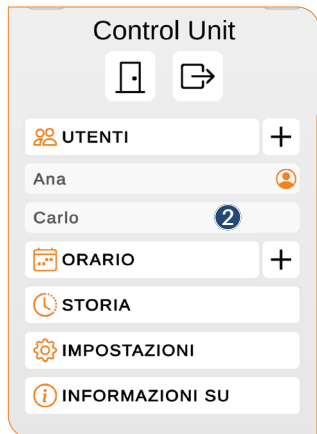 Control Unit
UTENTI +
Ana
Carlo 2
ORARIO +
STORIA
IMPOSTAZIONI
INFORMAZIONI SU